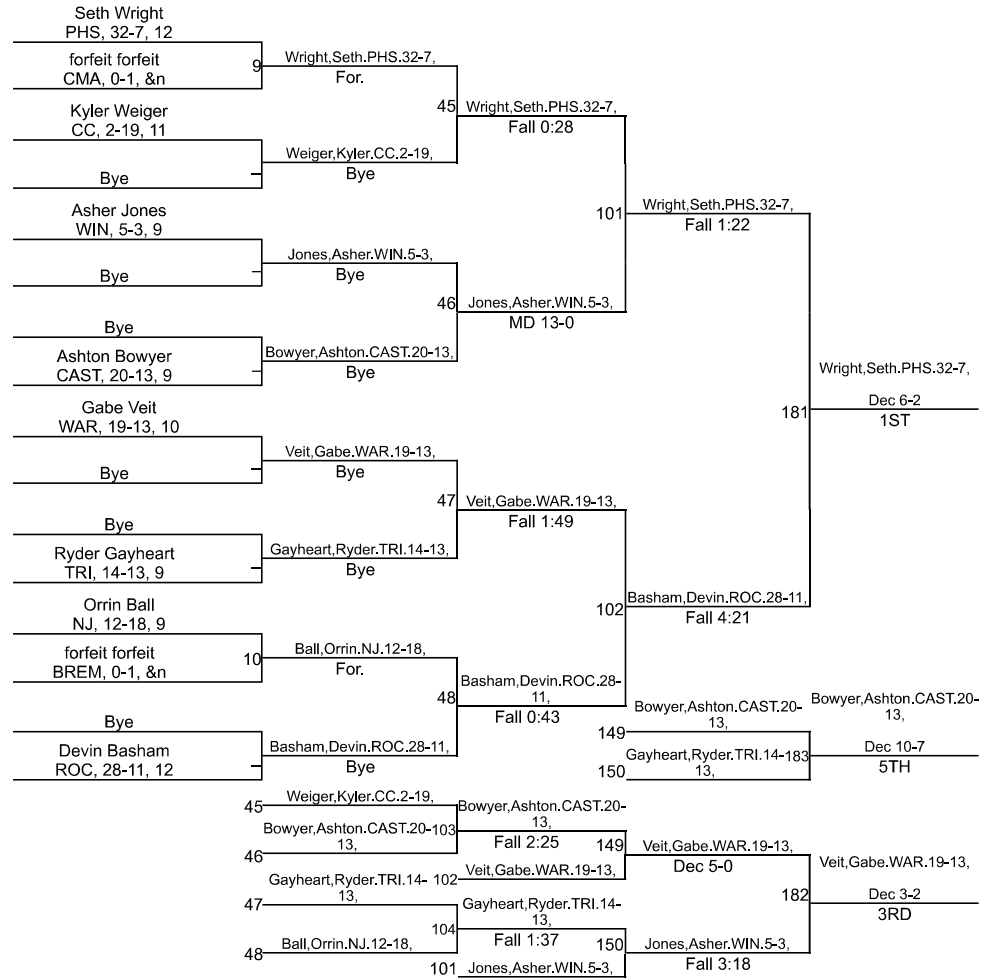 Seth Wright
PHS, 32-7, 12
forfeit forfeit
CMA, 0-1, &n
Kyler Weiger
CC, 2-19, 11
Bye
Asher Jones
WIN, 5-3, 9
Bye
Bye
Ashton Bowyer
CAST, 20-13, 9
Gabe Veit
WAR, 19-13, 10
Bye
Bye
Ryder Gayheart
TRI, 14-13, 9
Orrin Ball
NJ, 12-18, 9
forfeit forfeit
BREM, 0-1, &n
Bye
Devin Basham
ROC, 28-11, 12
9
Wright,Seth.PHS.32-7,
For.
Weiger,Kyler.CC.2-19,
Bye
Jones,Asher.WIN.5-3,
Bye
Bowyer,Ashton.CAST.20-13,
Bye
Veit,Gabe.WAR.19-13,
Bye
Gayheart,Ryder.TRI.14-13,
Bye
10
Ball,Orrin.NJ.12-18,
For.
Basham,Devin.ROC.28-11,
Bye
45
Wright,Seth.PHS.32-7,
Fall 0:28
46
Jones,Asher.WIN.5-3,
MD 13-0
47
Veit,Gabe.WAR.19-13,
Fall 1:49
48
Basham,Devin.ROC.28-
11,
Fall 0:43
101
Wright,Seth.PHS.32-7,
Fall 1:22
102
Basham,Devin.ROC.28-11,
Fall 4:21
181
Wright,Seth.PHS.32-7,
Dec 6-2
1ST
149
Bowyer,Ashton.CAST.20-
13,
150
Gayheart,Ryder.TRI.14-
13,
183
Bowyer,Ashton.CAST.20-
13,
Dec 10-7
5TH
45
Weiger,Kyler.CC.2-19,
46
Bowyer,Ashton.CAST.20-
13,
103
Bowyer,Ashton.CAST.20-
13,
Fall 2:25
102
Veit,Gabe.WAR.19-13,
149
Veit,Gabe.WAR.19-13,
Dec 5-0
47
Gayheart,Ryder.TRI.14-
13,
48
Ball,Orrin.NJ.12-18,
104
Gayheart,Ryder.TRI.14-
13,
Fall 1:37
101
Jones,Asher.WIN.5-3,
150
Jones,Asher.WIN.5-3,
Fall 3:18
182
Veit,Gabe.WAR.19-13,
Dec 3-2
3RD